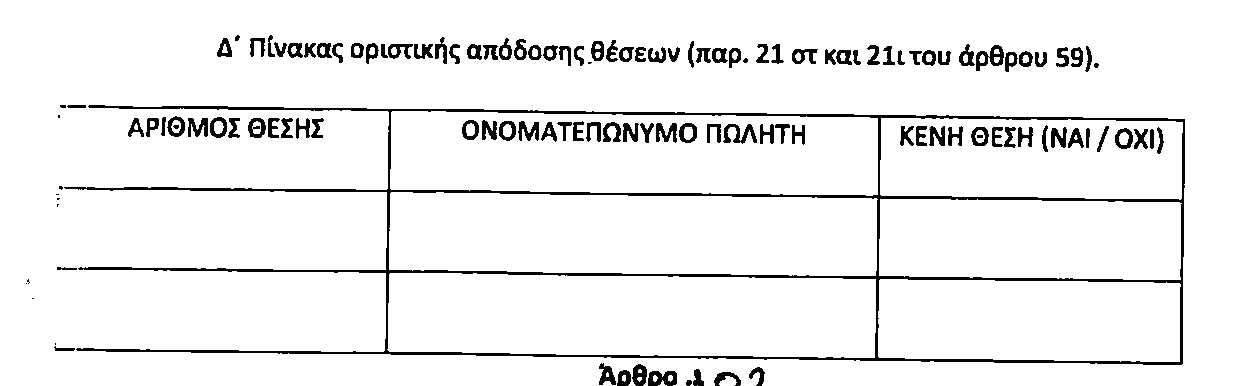 Δ΄ Πίνακας οριστικής απόδοσης θέσεων (παρ. 21 στ και 21ι του άρθρου 59).
ΑΡΙΘΜΟΣ ΘΕΣΗΣ ΟΝΟΜΑΤΕΠΩΝΥΜΟ ΠΩΛΗΤΗ ΚΕΝΗ ΘΕΣΗ (ΝΑΙ / ΟΧΙ)
Άρθρο